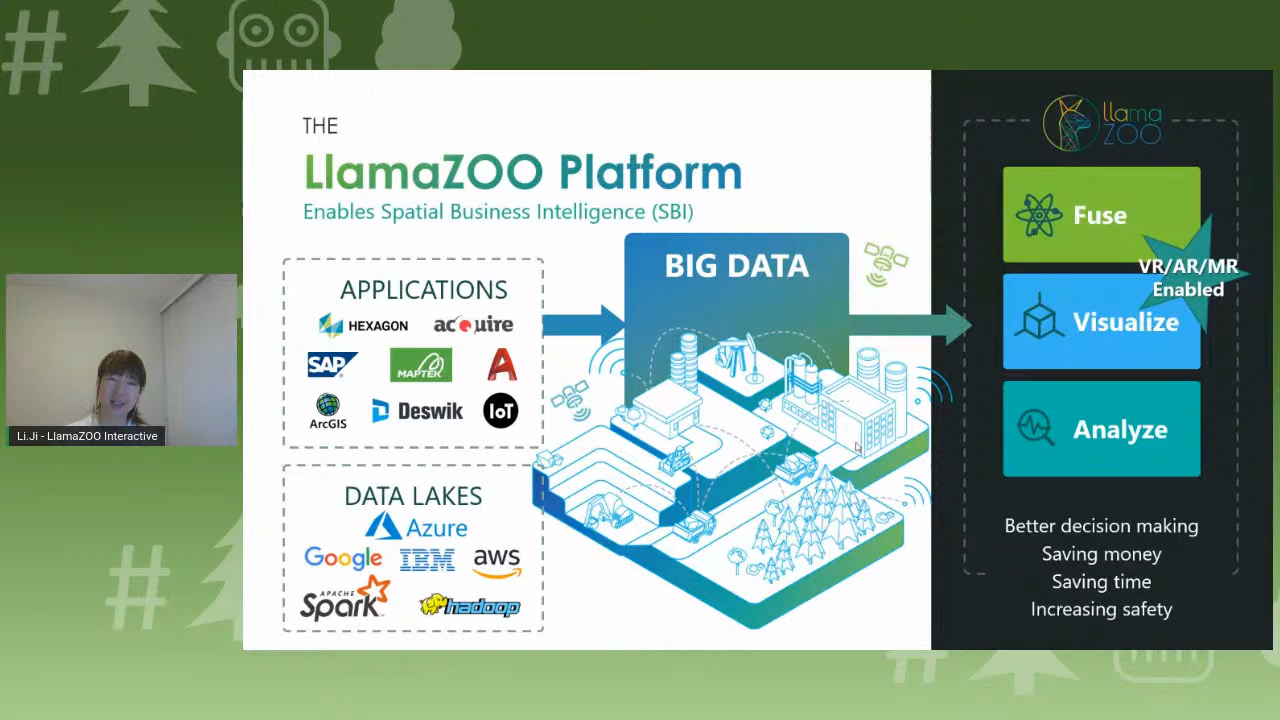 THE
LlamaZOO Platform
Enables Spatial Business Intelligence (SBI)
APPLICATIONS
HEXAGON
acquire
SAP
MAPTEK
ArcGIS
Deswik
IoT
DATA LAKES
Azure
Google
IBM
aws
APACHE
Spark
hadoop
BIG DATA
llama
ZOO
Fuse
VR/AR/MR
Enabled
Visualize
Analyze
Better decision making
Saving money
Saving time
Increasing safety
Li.Ji - LlamaZOO Interactive